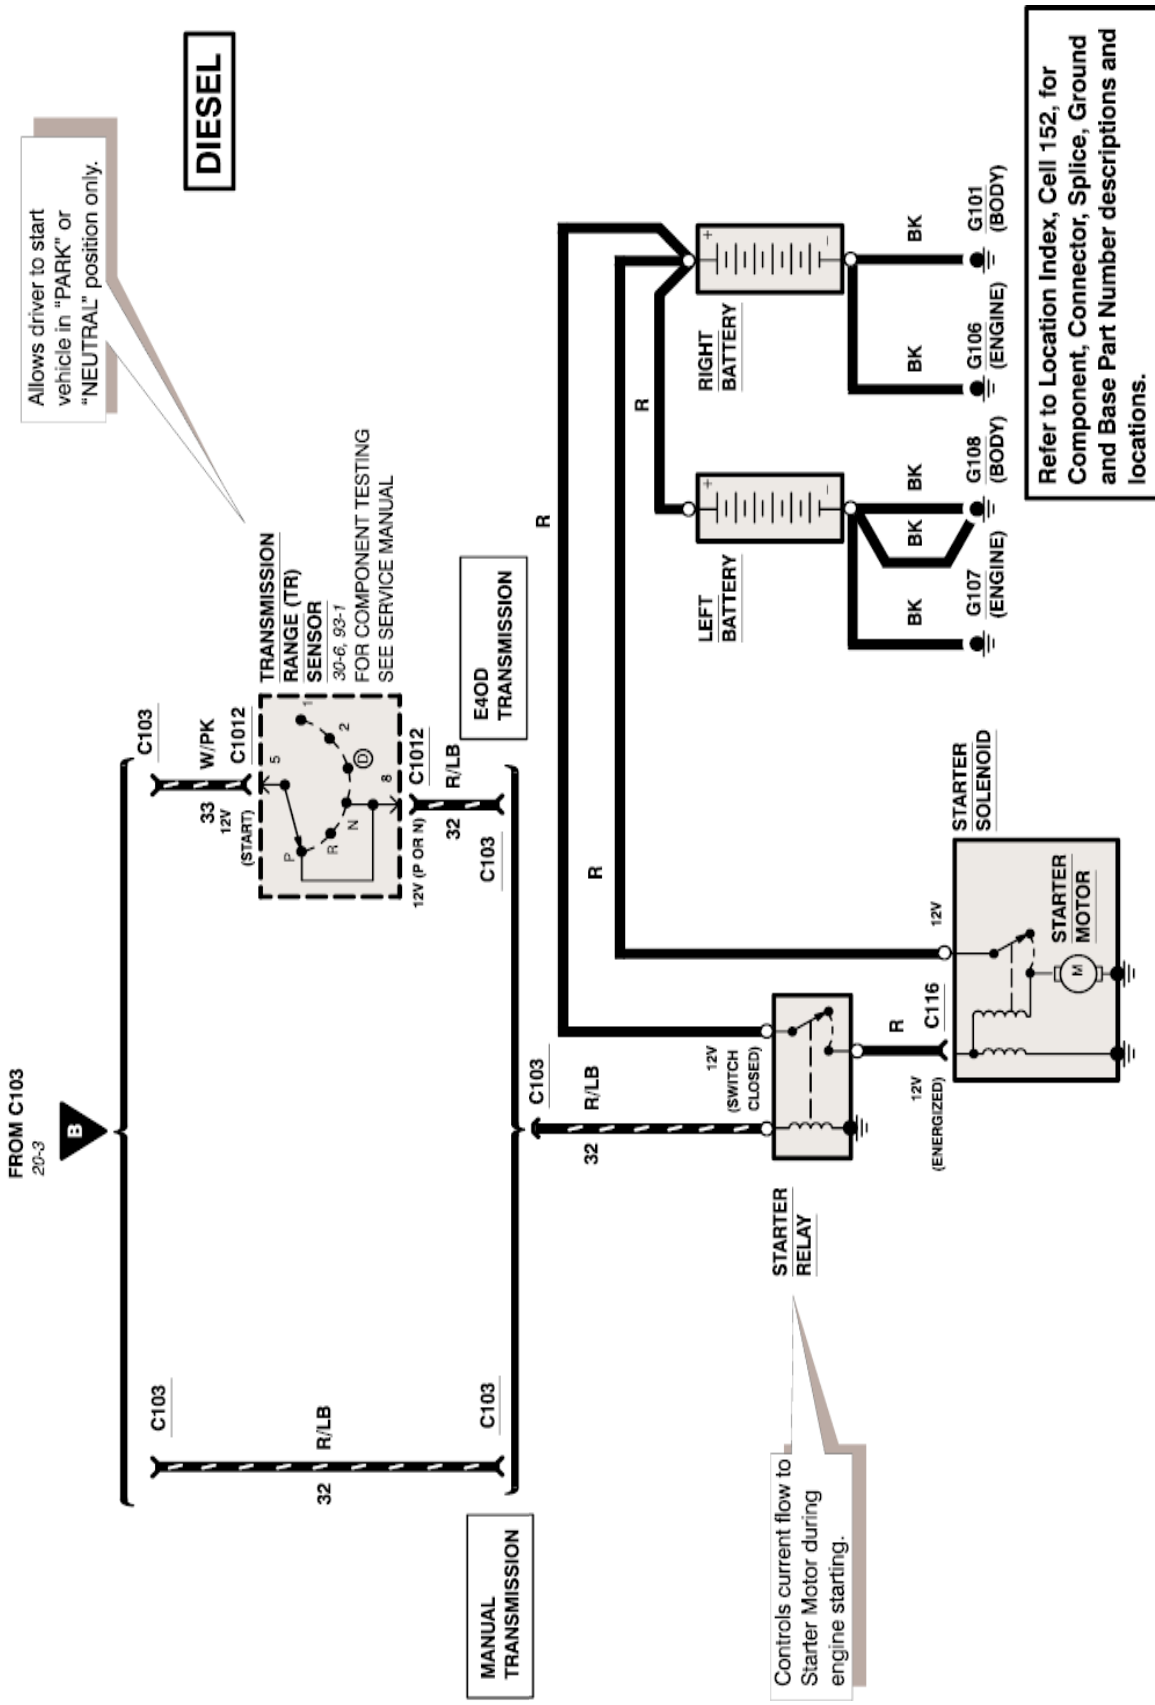 FROM C103
20-3
B
Allows driver to start
vehicle in "PARK" or
"NEUTRAL" position only.
DIESEL
C103
R/LB
32
C103
MANUAL
TRANSMISSION
C103
W/PK
33
12V
(START)
C1012
5
P
R
N
D
2
1
8
TRANSMISSION
RANGE (TR)
SENSOR
30-6, 93-1
FOR COMPONENT TESTING
SEE SERVICE MANUAL
12V (P OR N)
C1012
R/LB
32
C103
E4OD
TRANSMISSION
C103
R/LB
32
R
R
R
12V
(SWITCH
CLOSED)
STARTER
RELAY
Controls current flow to
Starter Motor during
engine starting.
R
C116
12V
(ENERGIZED)
12V
STARTER
SOLENOID
STARTER
MOTOR
M
LEFT
BATTERY
+
−
RIGHT
BATTERY
+
−
BK
BK
BK
BK
BK
G107
(ENGINE)
G108
(BODY)
G106
(ENGINE)
G101
(BODY)
Refer to Location Index, Cell 152, for
Component, Connector, Splice, Ground
and Base Part Number descriptions and
locations.